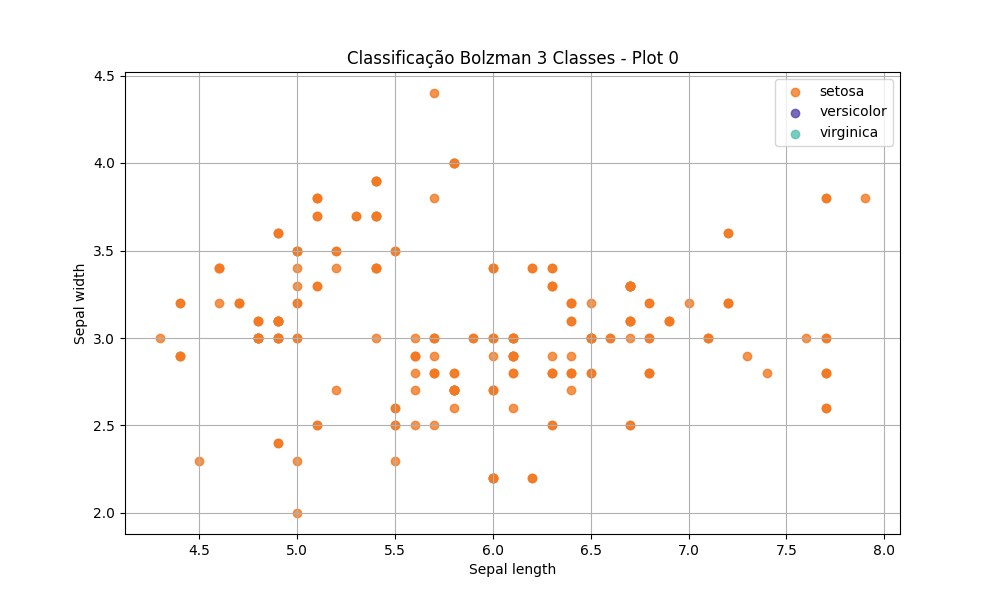 Classificação Bolzman 3 Classes - Plot 0
4.5
setosa
versicolor
virginica
4.0
3.5
Sepal width
3.0
2.5
2.0
4.5 5.0 5.5 6.0 6.5 7.0 7.5 8.0
Sepal length